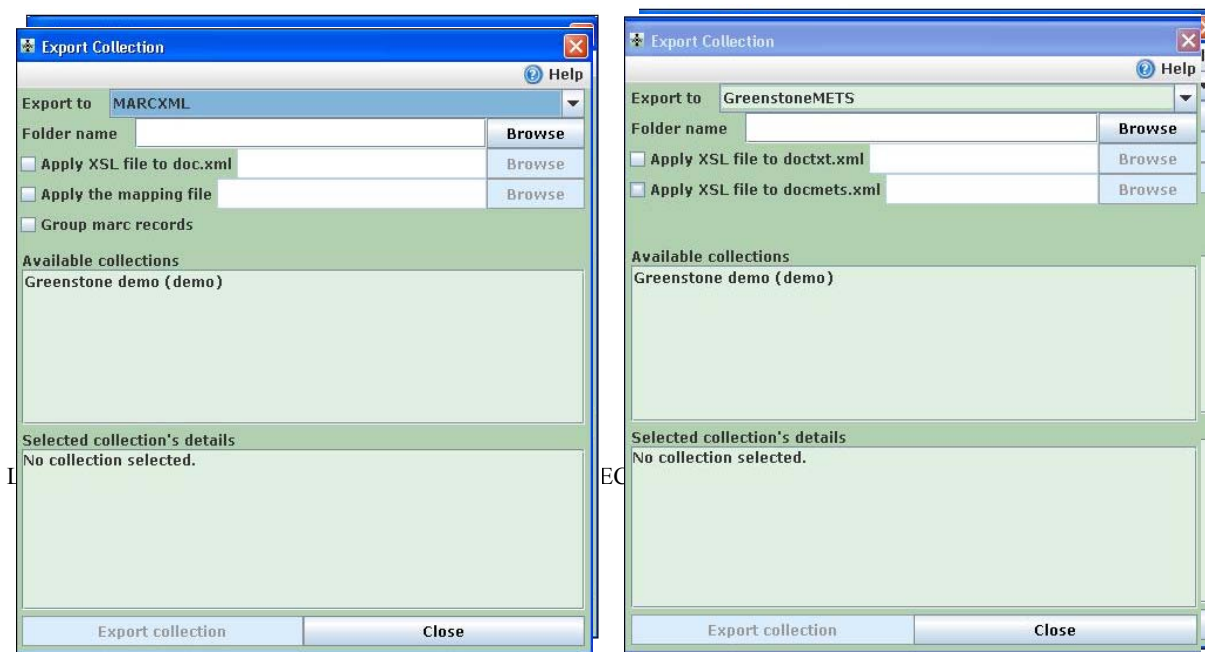 Export Collection
Help
Export to MARCXML
Folder name Browse
Apply XSL file to doc.xml Browse
Apply the mapping file Browse
Group marc records
Available collections
Greenstone demo (demo)
Selected collection's details
No collection selected.
Export collection Close
Export Collection
Help
Export to GreenstoneMETS
Folder name Browse
Apply XSL file to doctxt.xml Browse
Apply XSL file to docmets.xml Browse
Available collections
Greenstone demo (demo)
Selected collection's details
No collection selected.
Export collection Close